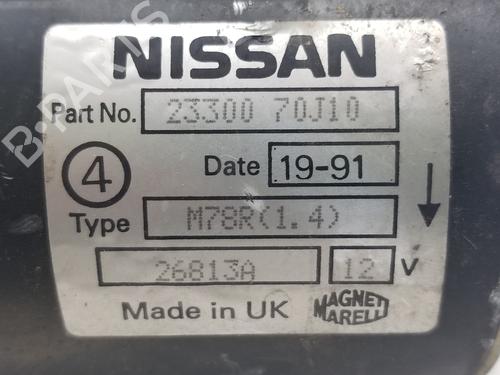 NISSAN
Part No. 23300 70J10
4 Date 19-91
Type M78R(1.4)
26813A 12 V
Made in UK MAGNETI MARELLI
B-PARTS